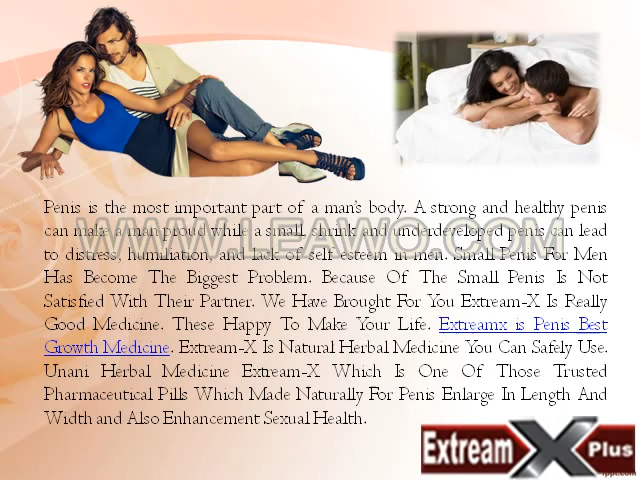 Penis is the most important part of a man's body. A strong and healthy penis
can make a man proud while a small, shrink and underdeveloped penis can lead
to distress, humiliation, and lack of self-esteem in men. Small Penis For Men
Has Become The Biggest Problem. Because Of The Small Penis Is Not
Satisfied With Their Partner. We Have Brought For You Extream-X Is Really
Good Medicine. These Happy To Make Your Life. Extreamx is Penis Best
Growth Medicine. Extream-X Is Natural Herbal Medicine You Can Safely Use.
Unani Herbal Medicine Extream-X Which Is One Of Those Trusted
Pharmaceutical Pills Which Made Naturally For Penis Enlarge In Length And
Width and Also Enhancement Sexual Health.
WWW.LEAWO.COM
Extream X Plus
fppt.com